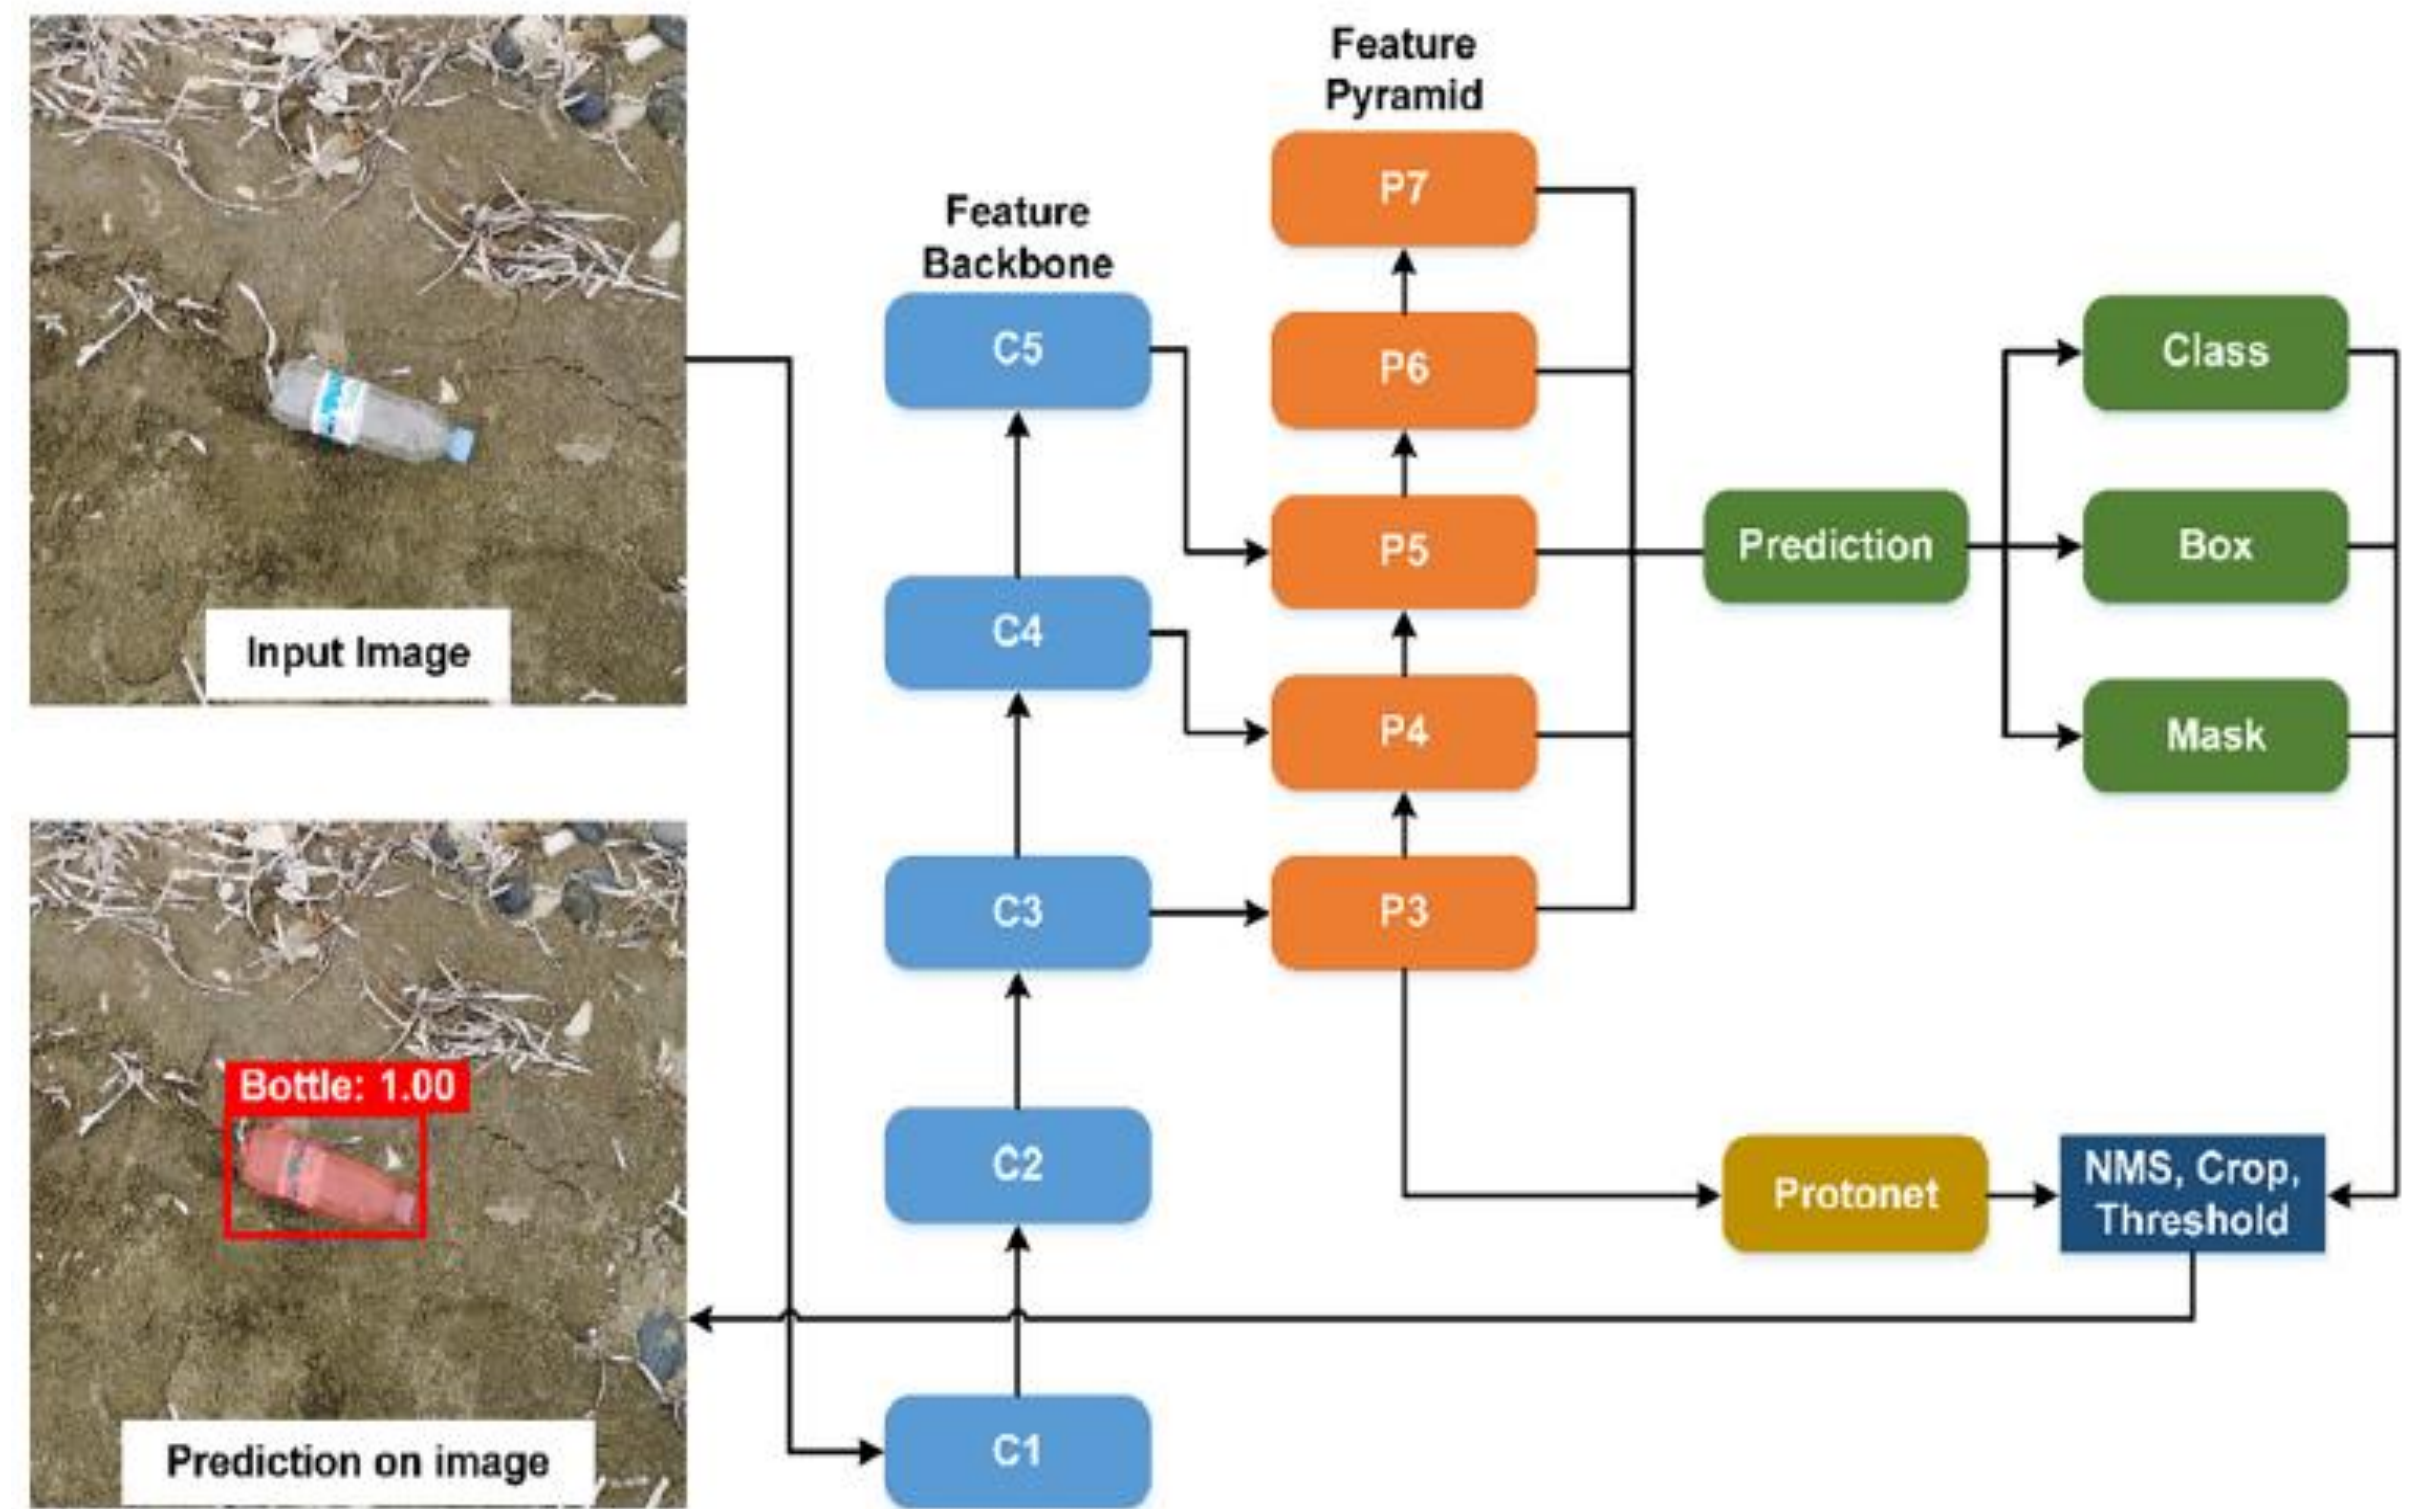 Feature
Pyramid
P7
Feature
Backbone
C5
P6
Class
P5
Prediction
Box
C4
Input Image
P4
Mask
C3
P3
Bottle: 1.00
C2
Protonet
NMS, Crop,
Threshold
Prediction on image
C1